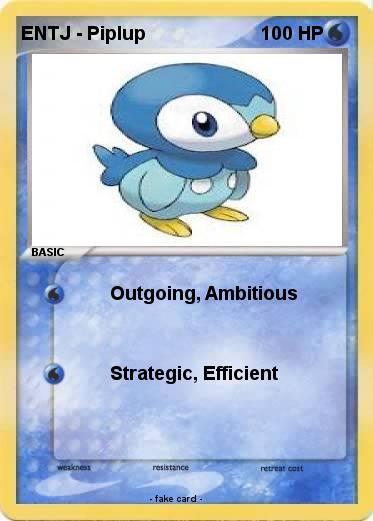 ENTJ - Piplup 100 HP
BASIC
Outgoing, Ambitious
Strategic, Efficient
weakness resistance retreat cost
- fake card -